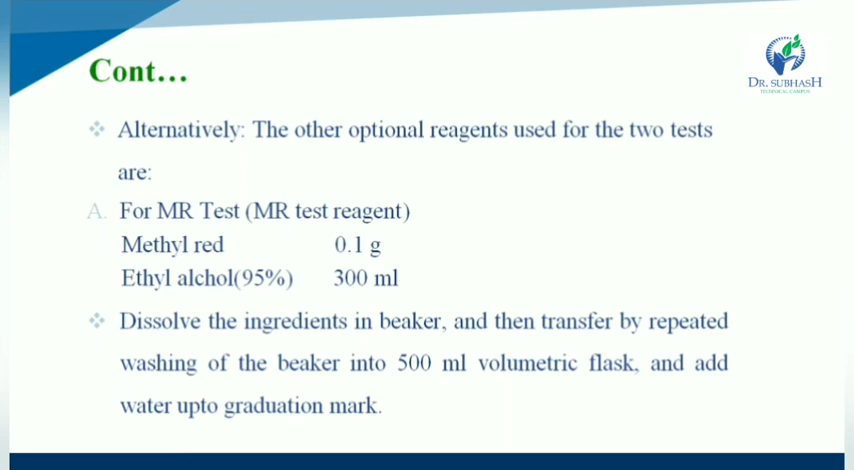 Cont...
DR. SUBHASH
TECHNICAL CAMPUS
❖ Alternatively: The other optional reagents used for the two tests
are:
A. For MR Test (MR test reagent)
Methyl red 0.1 g
Ethyl alchol(95%) 300 ml
❖ Dissolve the ingredients in beaker, and then transfer by repeated
washing of the beaker into 500 ml volumetric flask, and add
water upto graduation mark.